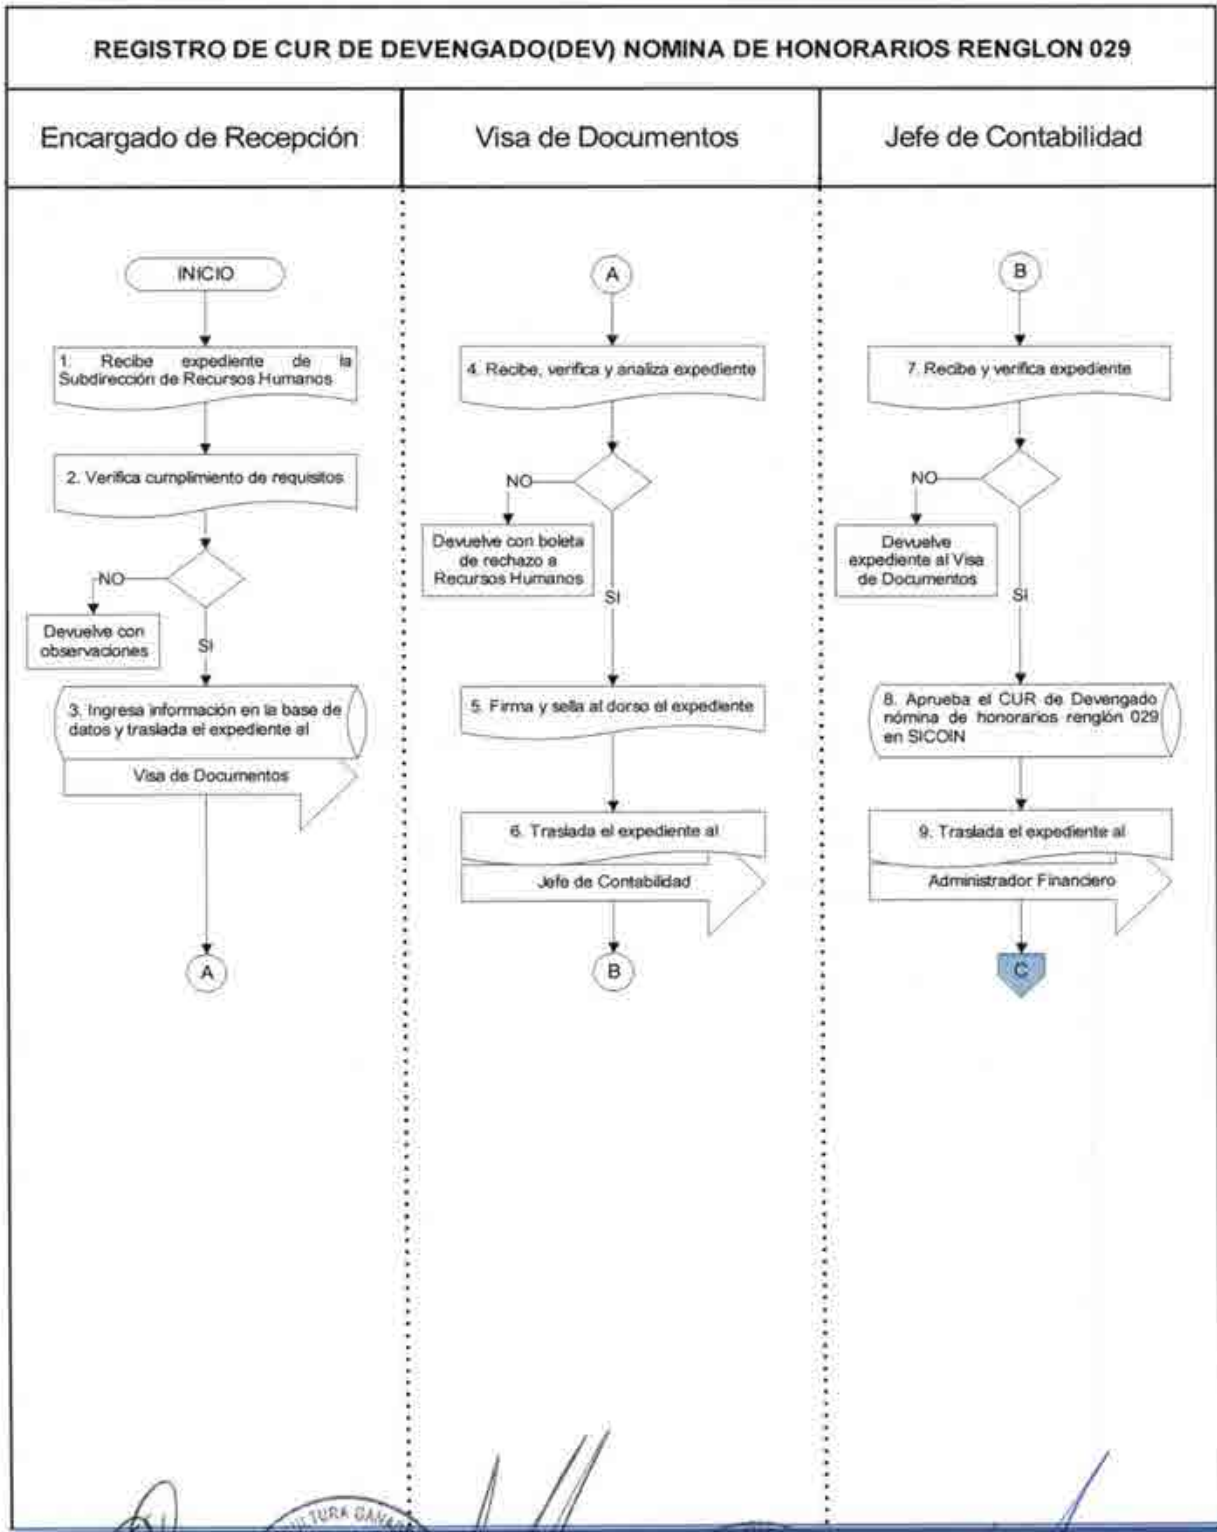 REGISTRO DE CUR DE DEVENGADO(DEV) NOMINA DE HONORARIOS RENGLON 029
Encargado de Recepción
Visa de Documentos
Jefe de Contabilidad
INICIO
1. Recibe expediente de la
Subdirección de Recursos Humanos
2. Verifica cumplimiento de requisitos
NO
Devuelve con
observaciones
SI
3. Ingresa información en la base de
datos y traslada el expediente al
Visa de Documentos
A
A
4. Recibe, verifica y analiza expediente
NO
Devuelve con boleta
de rechazo a
Recursos Humanos
SI
5. Firma y sella al dorso el expediente
6. Traslada el expediente al
Jefe de Contabilidad
B
B
7. Recibe y verifica expediente
NO
Devuelve
expediente al Visa
de Documentos
SI
8. Aprueba el CUR de Devengado
nómina de honorarios renglón 029
en SICOIN
9. Traslada el expediente al
Administrador Financiero
C